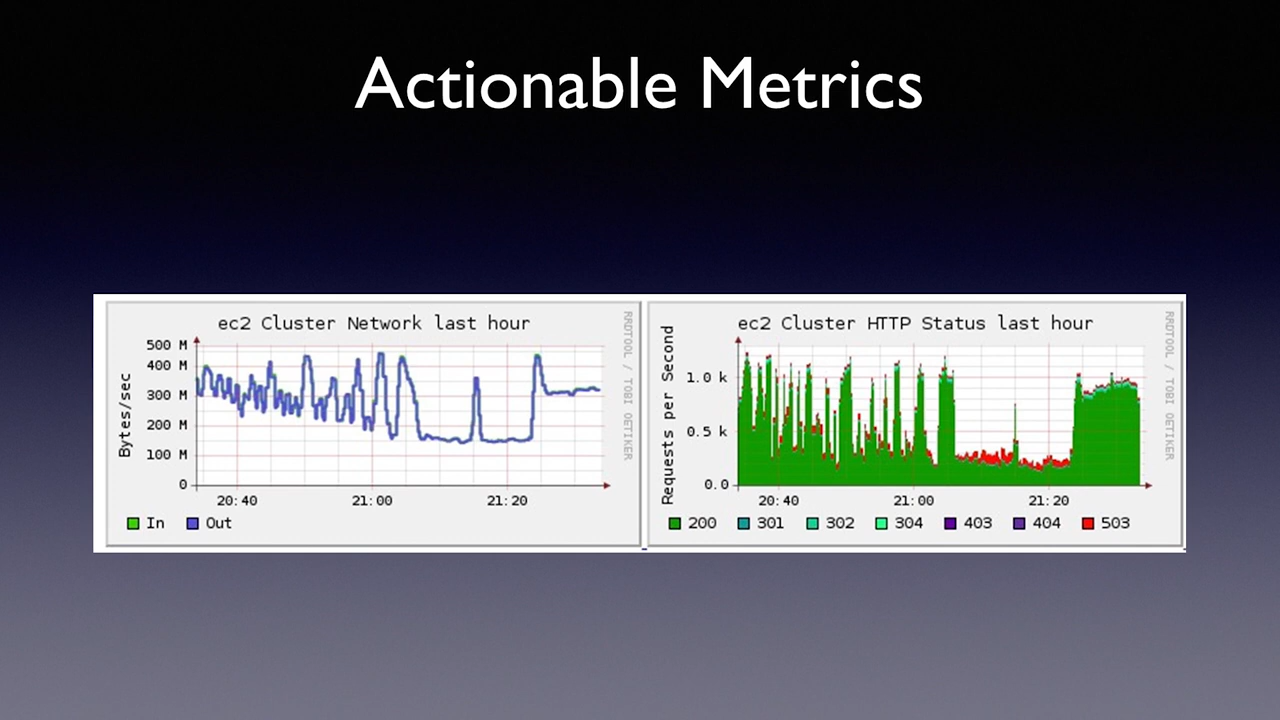 Actionable Metrics
ec2 Cluster Network last hour
Bytes/sec
500 M
400 M
300 M
200 M
100 M
0
20:40 21:00 21:20
In Out
RRDTOOL / TOBI OETIKER
ec2 Cluster HTTP Status last hour
Requests per Second
1.0 k
0.5 k
0.0
20:40 21:00 21:20
200 301 302 304 403 404 503
RRDTOOL / TOBI OETIKER